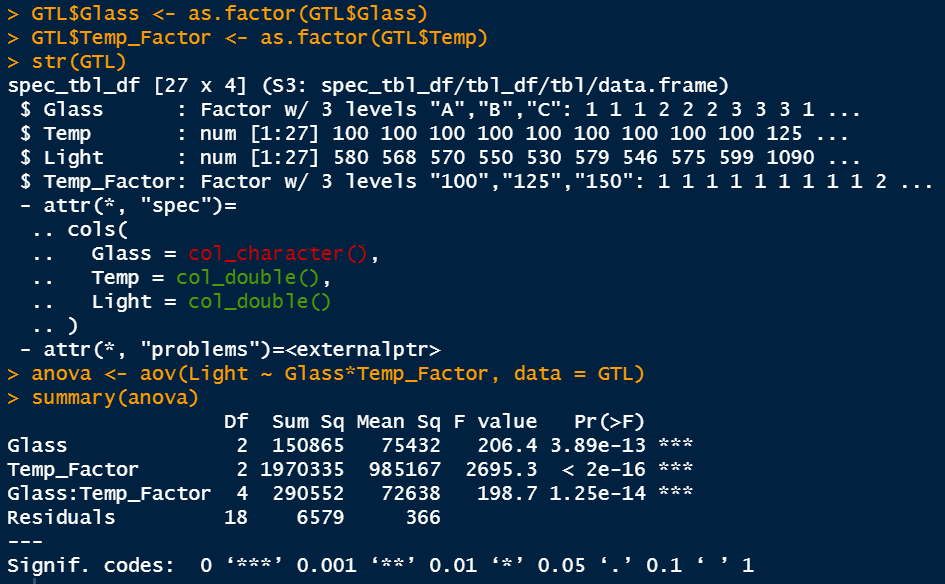 > GTL$Glass <- as.factor(GTL$Glass)
> GTL$Temp_Factor <- as.factor(GTL$Temp)
> str(GTL)
spec_tbl_df [27 x 4] (S3: spec_tbl_df/tbl_df/tbl/data.frame)
 $ Glass      : Factor w/ 3 levels "A","B","C": 1 1 1 2 2 2 3 3 3 1 ...
 $ Temp       : num [1:27] 100 100 100 100 100 100 100 100 100 125 ...
 $ Light      : num [1:27] 580 568 570 550 530 579 546 575 599 1090 ...
 $ Temp_Factor: Factor w/ 3 levels "100","125","150": 1 1 1 1 1 1 1 1 1 2 ...
 - attr(*, "spec")=
  .. cols(
  ..   Glass = col_character(),
  ..   Temp = col_double(),
  ..   Light = col_double()
  .. )
 - attr(*, "problems")=<externalptr>
> anova <- aov(Light ~ Glass*Temp_Factor, data = GTL)
> summary(anova)
                  Df  Sum Sq Mean Sq F value   Pr(>F)
Glass              2  150865   75432   206.4 3.89e-13 ***
Temp_Factor        2 1970335  985167  2695.3  < 2e-16 ***
Glass:Temp_Factor  4  290552   72638   198.7 1.25e-14 ***
Residuals         18    6579     366
---
Signif. codes:  0 ‘***’ 0.001 ‘**’ 0.01 ‘*’ 0.05 ‘.’ 0.1 ‘ ’ 1